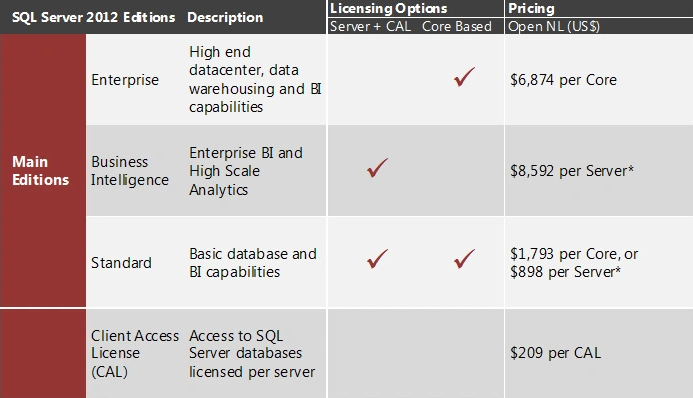 SQL Server 2012 Editions
Description
Licensing Options
Pricing
Server + CAL
Core Based
Open NL (US$)
Main
Editions
Enterprise
High end
datacenter, data
warehousing and BI
capabilities
$6,874 per Core
Business
Intelligence
Enterprise BI and
High Scale
Analytics
$8,592 per Server*
Standard
Basic database and
BI capabilities
$1,793 per Core, or
$898 per Server*
Client Access
License
(CAL)
Access to SQL
Server databases
licensed per server
$209 per CAL